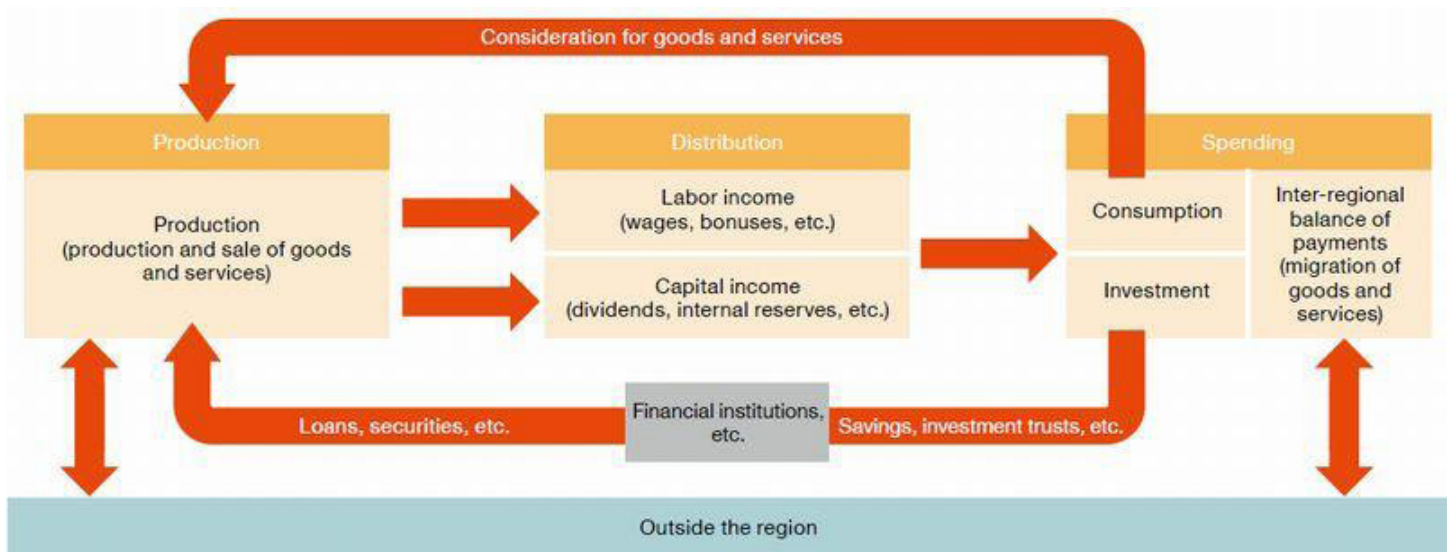 Consideration for goods and services
Production
Production
(production and sale of goods
and services)
Distribution
Labor income
(wages, bonuses, etc.)
Capital income
(dividends, internal reserves, etc.)
Spending
Consumption
Investment
Inter-regional
balance of
payments
(migration of
goods and
services)
Loans, securities, etc.
Financial institutions,
etc.
Savings, investment trusts, etc.
Outside the region